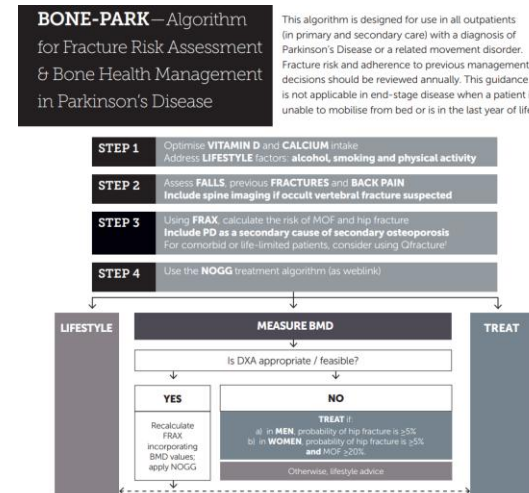 BONE-PARK—Algorithm
for Fracture Risk Assessment
& Bone Health Management
in Parkinson's Disease
This algorithm is designed for use in all outpatients
(in primary and secondary care) with a diagnosis of
Parkinson's Disease or a related movement disorder.
Fracture risk and adherence to previous management
decisions should be reviewed annually. This guidance
is not applicable in end-stage disease when a patient i
unable to mobilise from bed or is in the last year of life
STEP 1
Optimise VITAMIN D and CALCIUM intake
Address LIFESTYLE factors: alcohol, smoking and physical activity
STEP 2
Assess FALLS, previous FRACTURES and BACK PAIN
Include spine imaging if occult vertebral fracture suspected
STEP 3
Using FRAX, calculate the risk of MOF and hip fracture
Include PD as a secondary cause of secondary osteoporosis
For comorbid or life-limited patients, consider using Qfracture
STEP 4
Use the NOGG treatment algorithm (as weblink)
LIFESTYLE
MEASURE BMD
TREAT
Is DXA appropriate / feasible?
YES
Recalculate
FRAX
incorporating
BMD values;
apply NOGG
NO
TREAT if:
a) in MEN, probability of hip fracture is ≥5%
b) in WOMEN, probability of hip fracture is ≥5%
and MOF ≥20%.
Otherwise, lifestyle advice